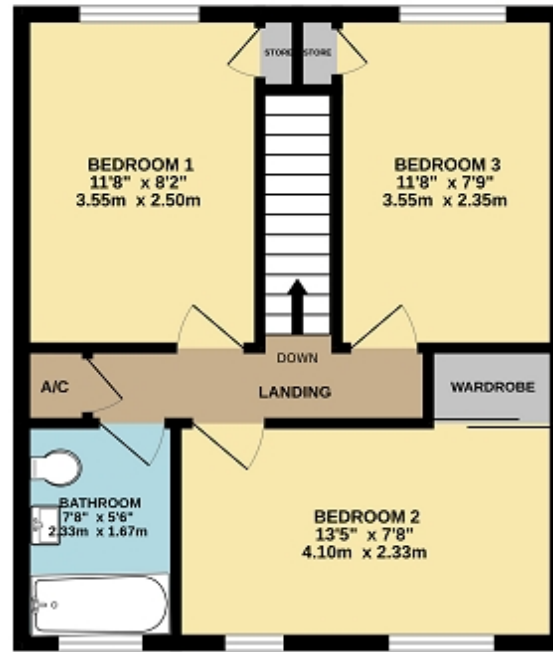 STORE
STORE
BEDROOM 1
11'8" x 8'2"
3.55m x 2.50m
BEDROOM 3
11'8" x 7'9"
3.55m x 2.35m
DOWN
A/C
LANDING
WARDROBE
BATHROOM
7'8" x 5'6"
2.33m x 1.67m
BEDROOM 2
13'5" x 7'8"
4.10m x 2.33m